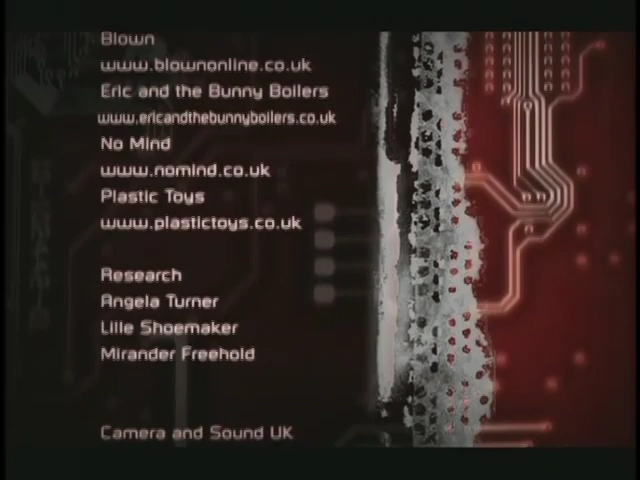 Blown
www.blownonline.co.uk
Eric and the Bunny Boilers
www.ericandthebunnyboilers.co.uk
No Mind
www.nomind.co.uk
Plastic Toys
www.plastictoys.co.uk
Research
Angela Turner
Lille Shoemaker
Mirander Freehold
Camera and Sound UK